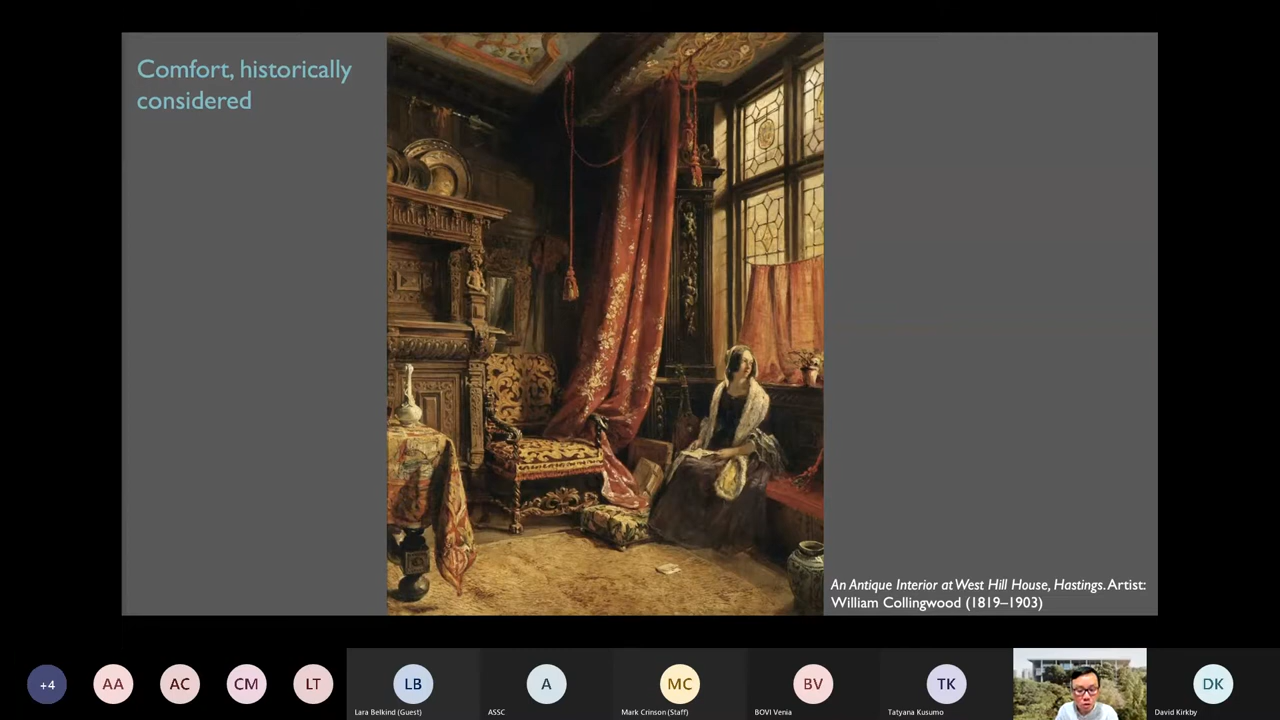 Comfort, historically
considered
An Antique Interior at West Hill House, Hastings. Artist:
William Collingwood (1819–1903)
+4
AA
AC
CM
LT
LB
A
MC
BV
TK
DK
Lara Belkind (Guest)
ASSC
Mark Crinson (Staff)
BOVI Venia
Tatyana Kusumo
David Kirkby